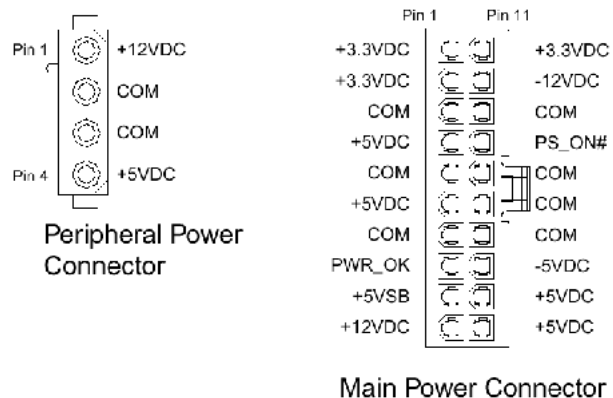 Pin 1
+12VDC
COM
COM
Pin 4
+5VDC
Peripheral Power
Connector
Pin 1 Pin 11
+3.3VDC +3.3VDC
+3.3VDC -12VDC
COM COM
+5VDC PS_ON#
COM COM
+5VDC COM
COM COM
PWR_OK -5VDC
+5VSB +5VDC
+12VDC +5VDC
Main Power Connector